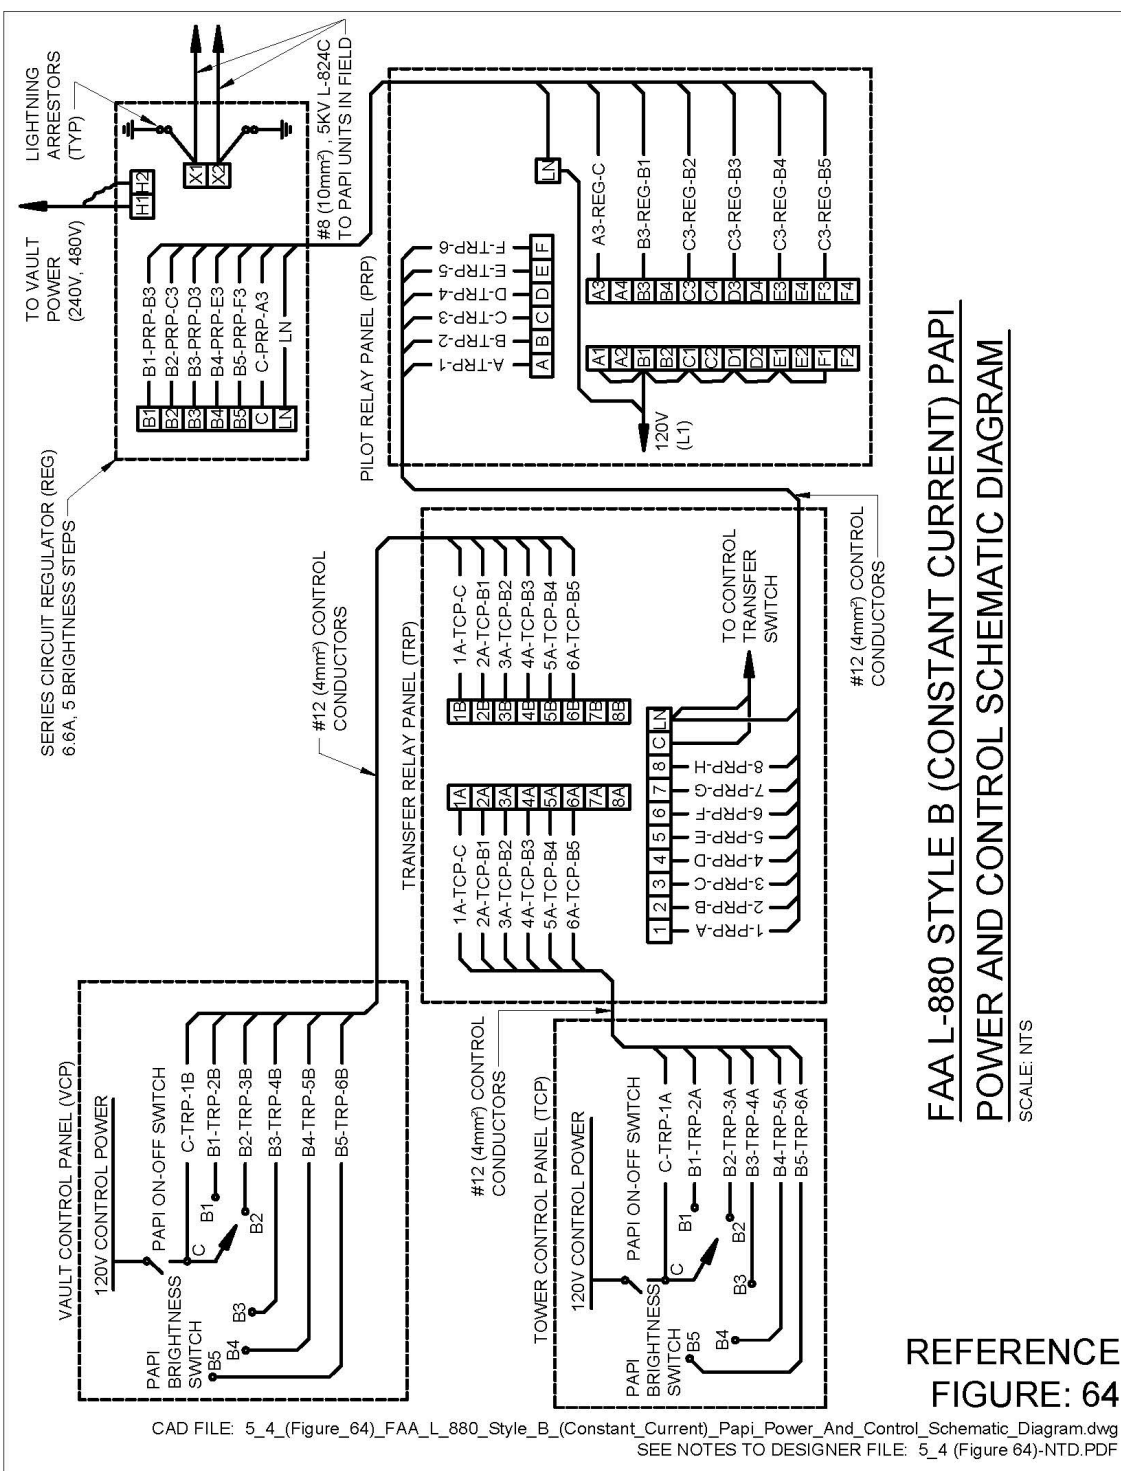 LIGHTNING
ARRESTORS
(TYP)
TO VAULT
POWER
(240V, 480V)
H1
H2
X1
X2
#8 (10mm²) , 5KV L-824C
TO PAPI UNITS IN FIELD
SERIES CIRCUIT REGULATOR (REG)
6.6A, 5 BRIGHTNESS STEPS
B1
B2
B3
B4
B5
C
LN
B1-PRP-B3
B2-PRP-C3
B3-PRP-D3
B4-PRP-E3
B5-PRP-F3
C-PRP-A3
LN
PILOT RELAY PANEL (PRP)
A-TRP-1
B-TRP-2
C-TRP-3
D-TRP-4
E-TRP-5
F-TRP-6
A
B
C
D
E
F
LN
120V
(L1)
A1
A2
B1
B2
C1
C2
D1
D2
E1
E2
F1
F2
A3
A4
B3
B4
C3
C4
D3
D4
E3
E4
F3
F4
A3-REG-C
B3-REG-B1
C3-REG-B2
C3-REG-B3
C3-REG-B4
C3-REG-B5
#12 (4mm²) CONTROL
CONDUCTORS
TRANSFER RELAY PANEL (TRP)
1A-TCP-C
2A-TCP-B1
3A-TCP-B2
4A-TCP-B3
5A-TCP-B4
6A-TCP-B5
1A
2A
3A
4A
5A
6A
7A
8A
1B
2B
3B
4B
5B
6B
7B
8B
1A-TCP-C
2A-TCP-B1
3A-TCP-B2
4A-TCP-B3
5A-TCP-B4
6A-TCP-B5
1
2
3
4
5
6
7
8
C
LN
1-PRP-A
2-PRP-B
3-PRP-C
4-PRP-D
5-PRP-E
6-PRP-F
7-PRP-G
8-PRP-H
TO CONTROL
TRANSFER
SWITCH
#12 (4mm²) CONTROL
CONDUCTORS
VAULT CONTROL PANEL (VCP)
120V CONTROL POWER
PAPI ON-OFF SWITCH
PAPI
BRIGHTNESS
SWITCH
C
B1
B2
B3
B4
B5
C-TRP-1B
B1-TRP-2B
B2-TRP-3B
B3-TRP-4B
B4-TRP-5B
B5-TRP-6B
#12 (4mm²) CONTROL
CONDUCTORS
TOWER CONTROL PANEL (TCP)
120V CONTROL POWER
PAPI ON-OFF SWITCH
PAPI
BRIGHTNESS
SWITCH
C
B1
B2
B3
B4
B5
C-TRP-1A
B1-TRP-2A
B2-TRP-3A
B3-TRP-4A
B4-TRP-5A
B5-TRP-6A
FAA L-880 STYLE B (CONSTANT CURRENT) PAPI
POWER AND CONTROL SCHEMATIC DIAGRAM
SCALE: NTS
REFERENCE
FIGURE: 64
CAD FILE: 5_4_(Figure_64)_FAA_L_880_Style_B_(Constant_Current)_Papi_Power_And_Control_Schematic_Diagram.dwg
SEE NOTES TO DESIGNER FILE: 5_4 (Figure 64)-NTD.PDF